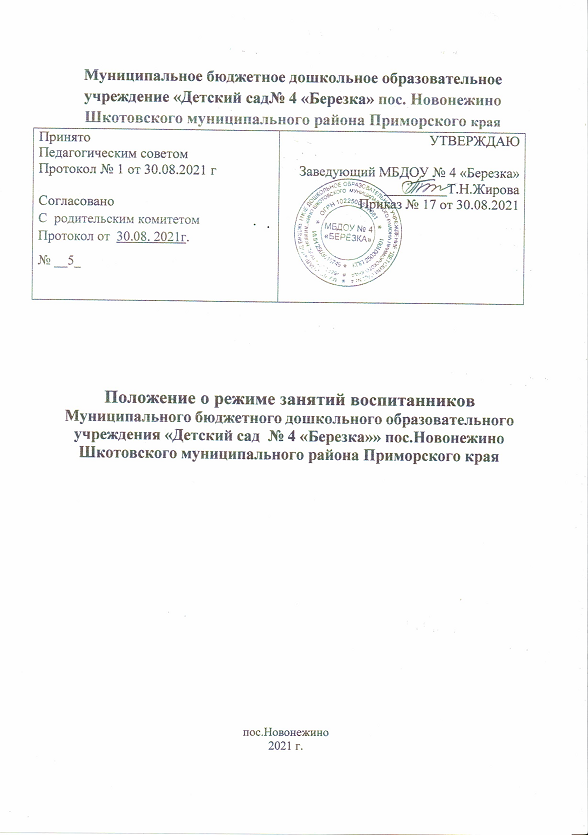 Муниципальное бюджетное дошкольное образовательное
учреждение «Детский сад№ 4 «Березка» пос. Новонежино
Шкотовского муниципального района Приморского края
Принято
Педагогическим советом
Протокол № 1 от 30.08.2021 г
Согласовано
С родительским комитетом
Протокол от 30.08. 2021г.
№ __5_
УТВЕРЖДАЮ
Заведующий МБДОУ № 4 «Березка»
Т.Н.Жирова
Приказ № 17 от 30.08.2021
МБДОУ № 4
«БЕРЕЗКА»
Положение о режиме занятий воспитанников
Муниципального бюджетного дошкольного образовательного
учреждения «Детский сад № 4 «Березка»» пос.Новонежино
Шкотовского муниципального района Приморского края
пос.Новонежино
2021 г.